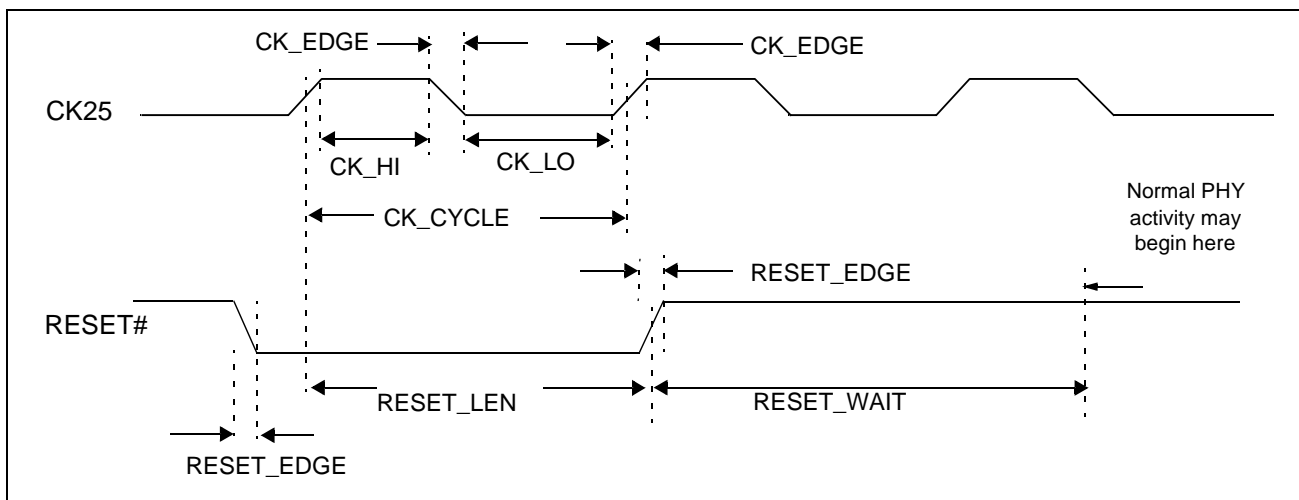 CK_EDGE
CK_EDGE
CK25
CK_HI
CK_LO
CK_CYCLE
Normal PHY
activity may
begin here
RESET_EDGE
RESET#
RESET_LEN
RESET_WAIT
RESET_EDGE